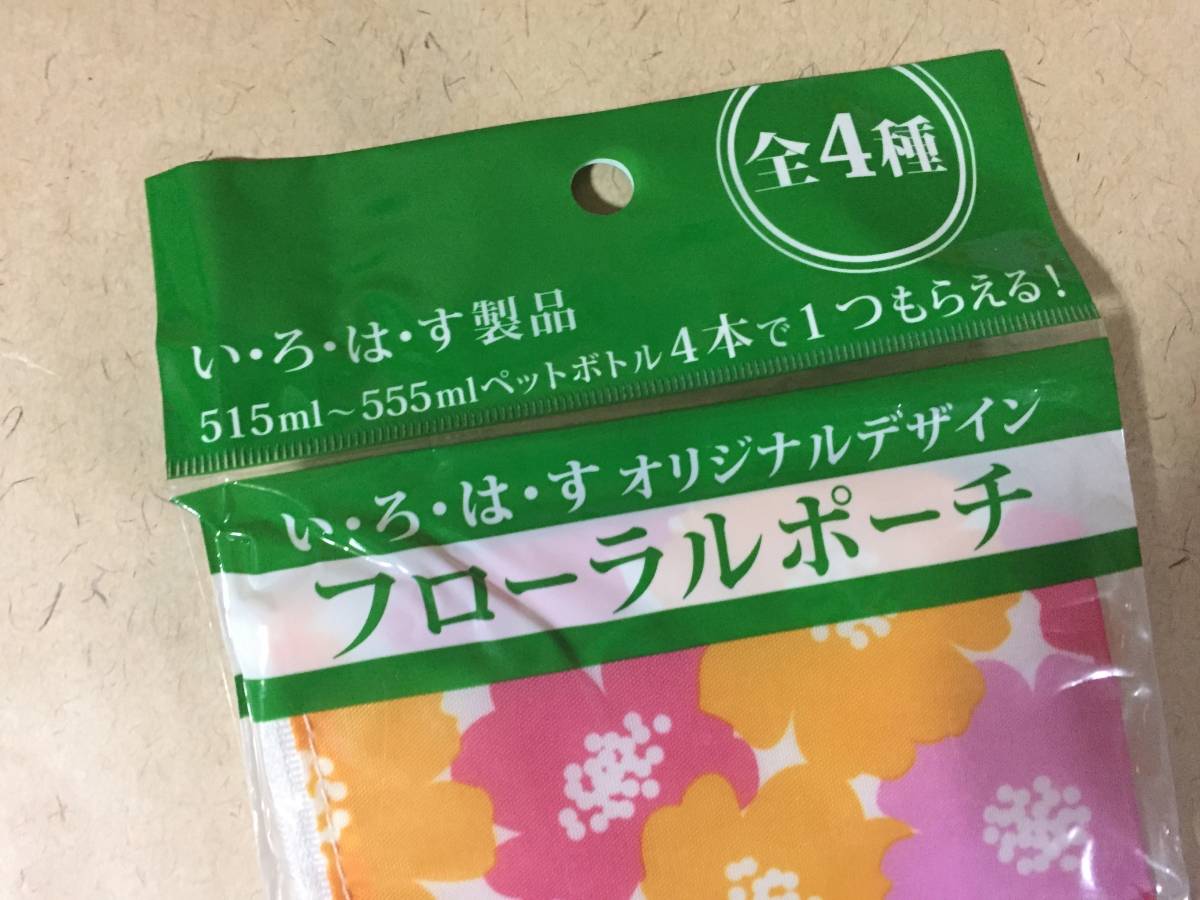 全4種
い・ろ・は・す製品
515ml～555mlペットボトル4本で1つもらえる!
い・ろ・は・す オリジナルデザイン
フローラルポーチ